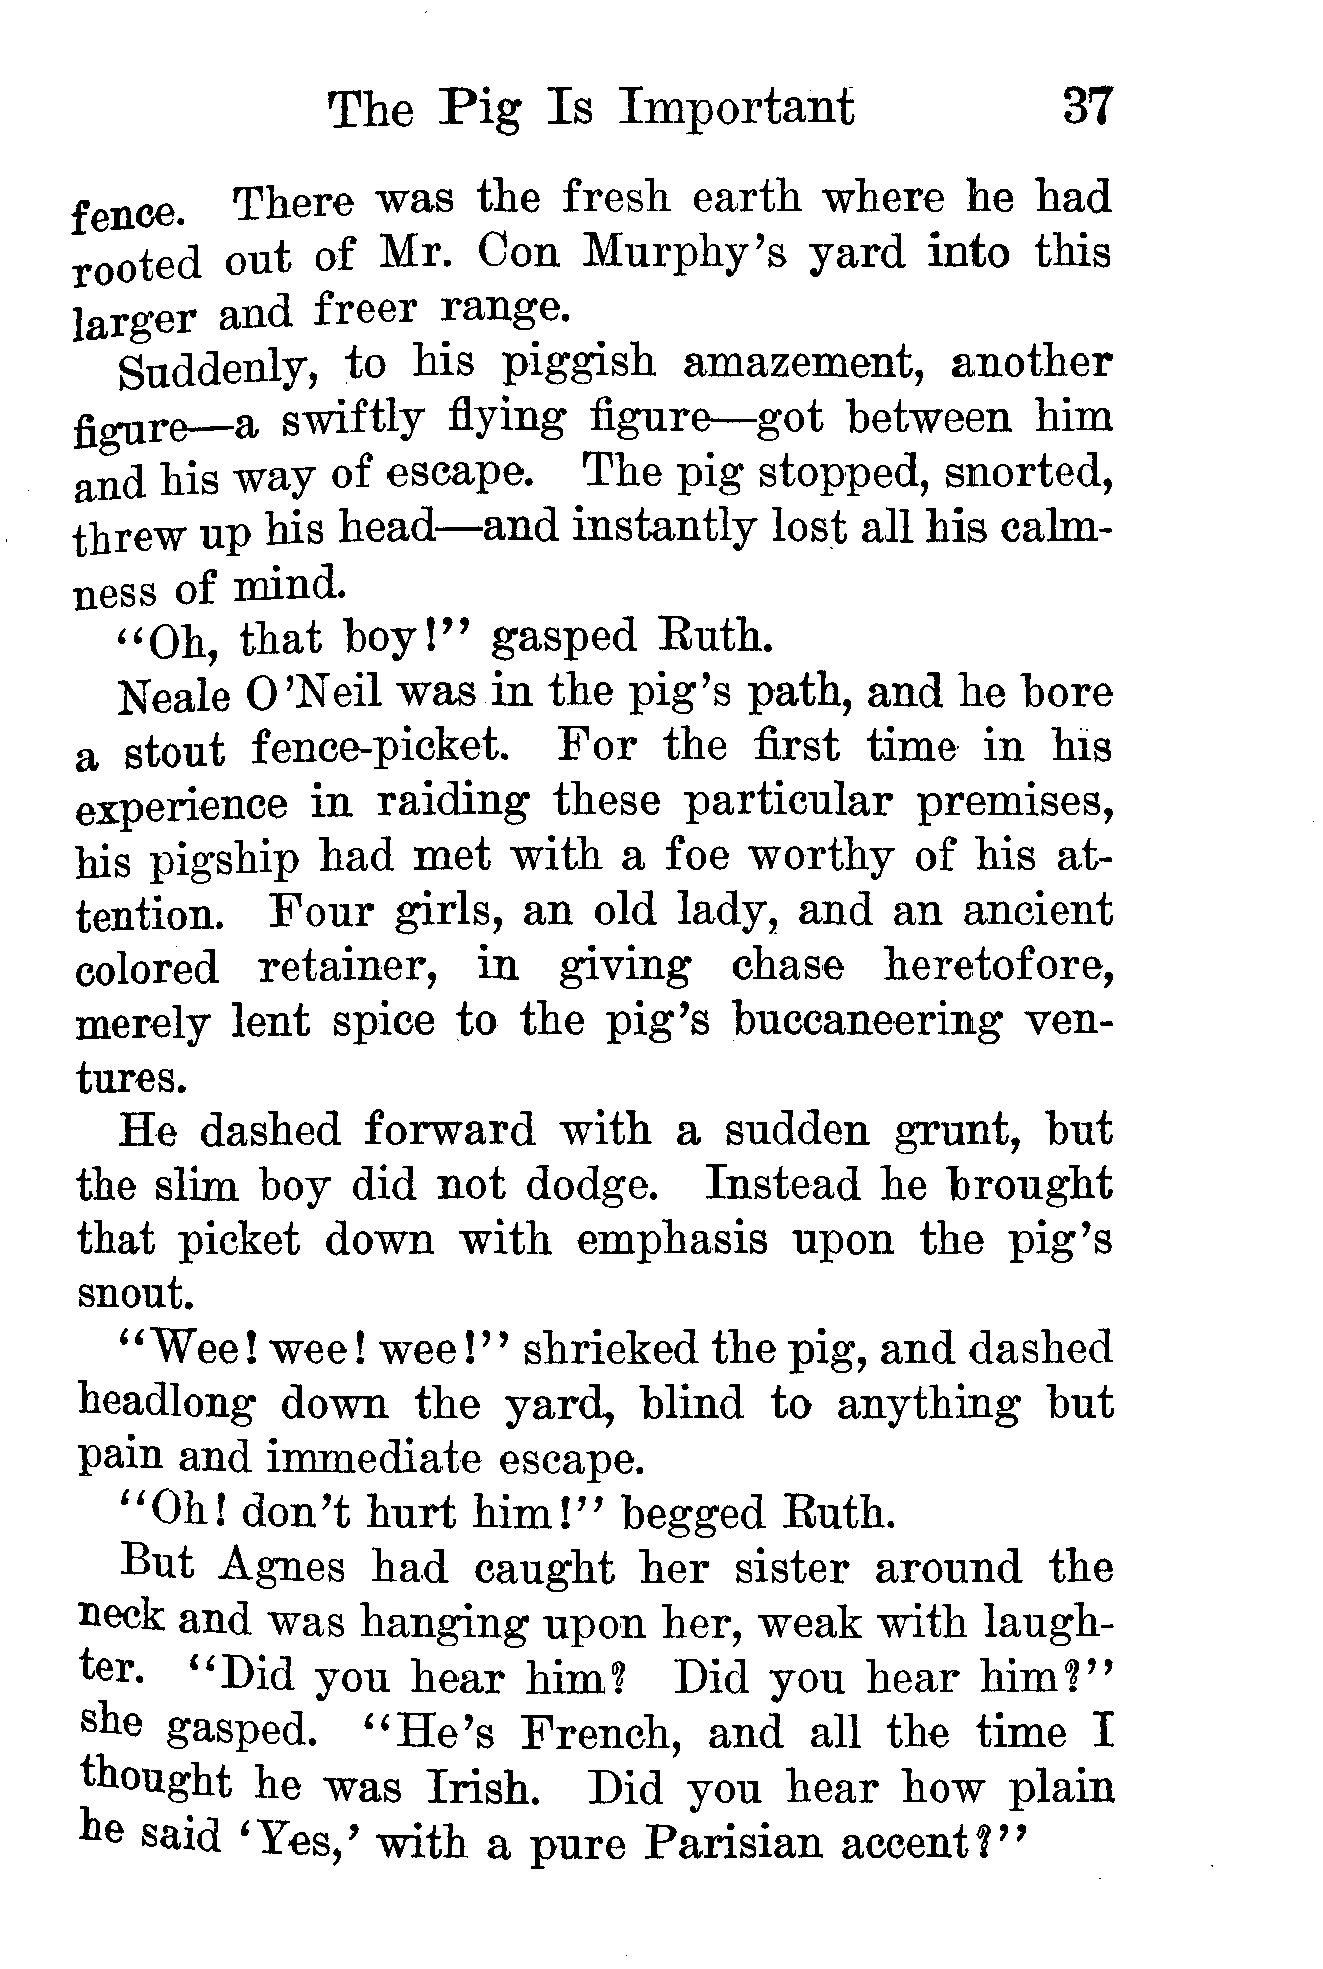 The Pig Is Important 37
fence. There was the fresh earth where he had
rooted out of Mr. Con Murphy's yard into this
larger and freer range.
Suddenly, to his piggish amazement, another
figure—a swiftly flying figure—got between him
and his way of escape. The pig stopped, snorted,
threw up his head—and instantly lost all his calm-
ness of mind.
"Oh, that boy!" gasped Ruth.
Neale O'Neil was in the pig's path, and he bore
a stout fence-picket. For the first time in his
experience in raiding these particular premises,
his pigship had met with a foe worthy of his at-
tention. Four girls, an old lady, and an ancient
colored retainer, in giving chase heretofore,
merely lent spice to the pig's buccaneering ven-
tures.
He dashed forward with a sudden grunt, but
the slim boy did not dodge. Instead he brought
that picket down with emphasis upon the pig's
snout.
"Wee! wee! wee!" shrieked the pig, and dashed
headlong down the yard, blind to anything but
pain and immediate escape.
"Oh! don't hurt him!" begged Ruth.
But Agnes had caught her sister around the
neck and was hanging upon her, weak with laugh-
ter. "Did you hear him? Did you hear him?"
she gasped. "He's French, and all the time I
thought he was Irish. Did you hear how plain
he said 'Yes,' with a pure Parisian accent?"